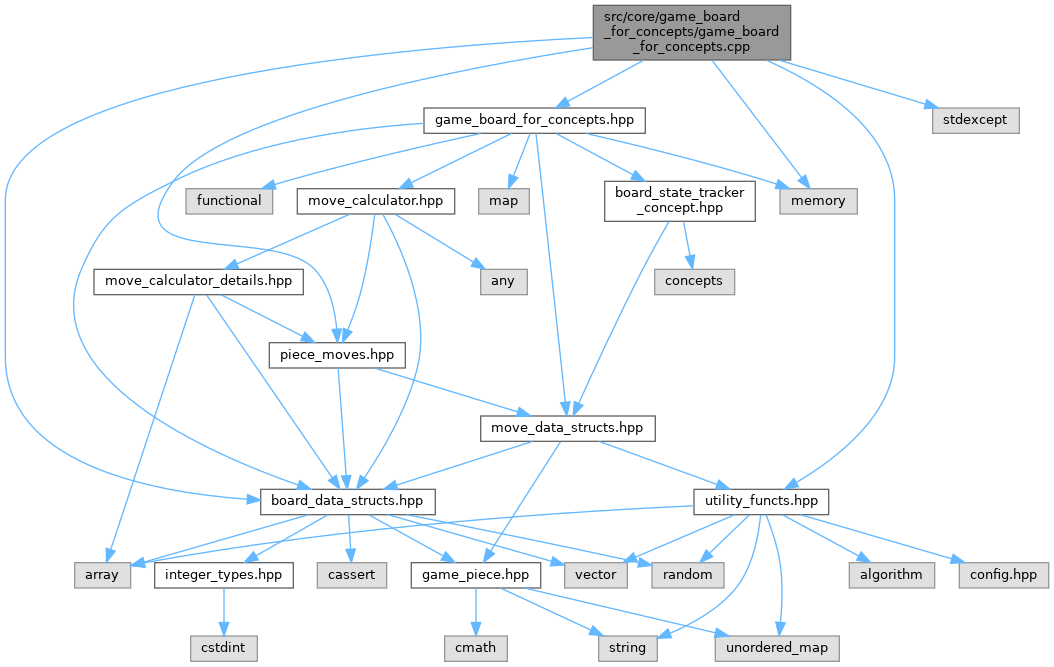 src/core/game_board
_for_concepts/game_board
_for_concepts.cpp
game_board_for_concepts.hpp
stdexcept
functional
move_calculator.hpp
map
board_state_tracker
_concept.hpp
memory
move_calculator_details.hpp
any
concepts
piece_moves.hpp
move_data_structs.hpp
board_data_structs.hpp
utility_functs.hpp
array
integer_types.hpp
cassert
game_piece.hpp
vector
random
algorithm
config.hpp
cstdint
cmath
string
unordered_map